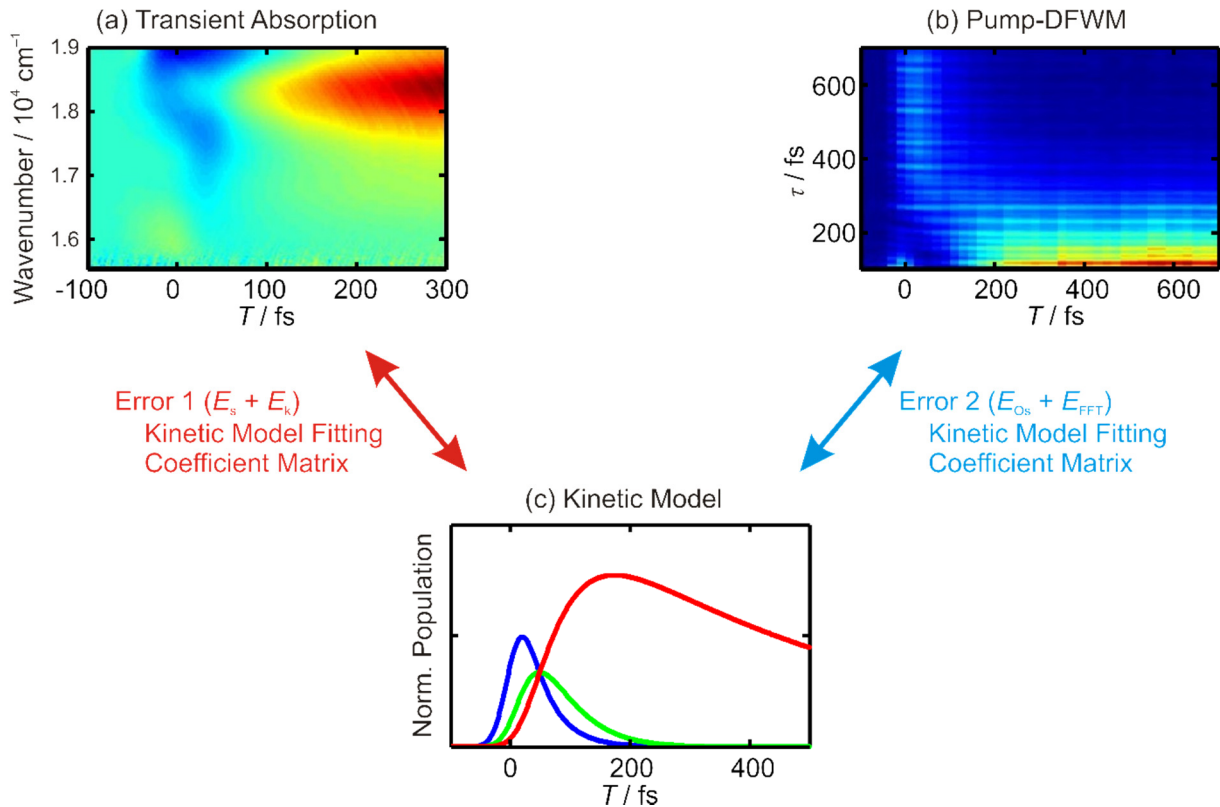 (a) Transient Absorption
Wavenumber / 10⁴ cm⁻¹
1.9
1.8
1.7
1.6
-100 0 100 200 300
T / fs
(b) Pump-DFWM
τ / fs
600
400
200
0 200 400 600
T / fs
Error 1 (Eₛ + Eₖ)
Kinetic Model Fitting
Coefficient Matrix
Error 2 (E_Os + E_FFT)
Kinetic Model Fitting
Coefficient Matrix
(c) Kinetic Model
Norm. Population
0 200 400
T / fs